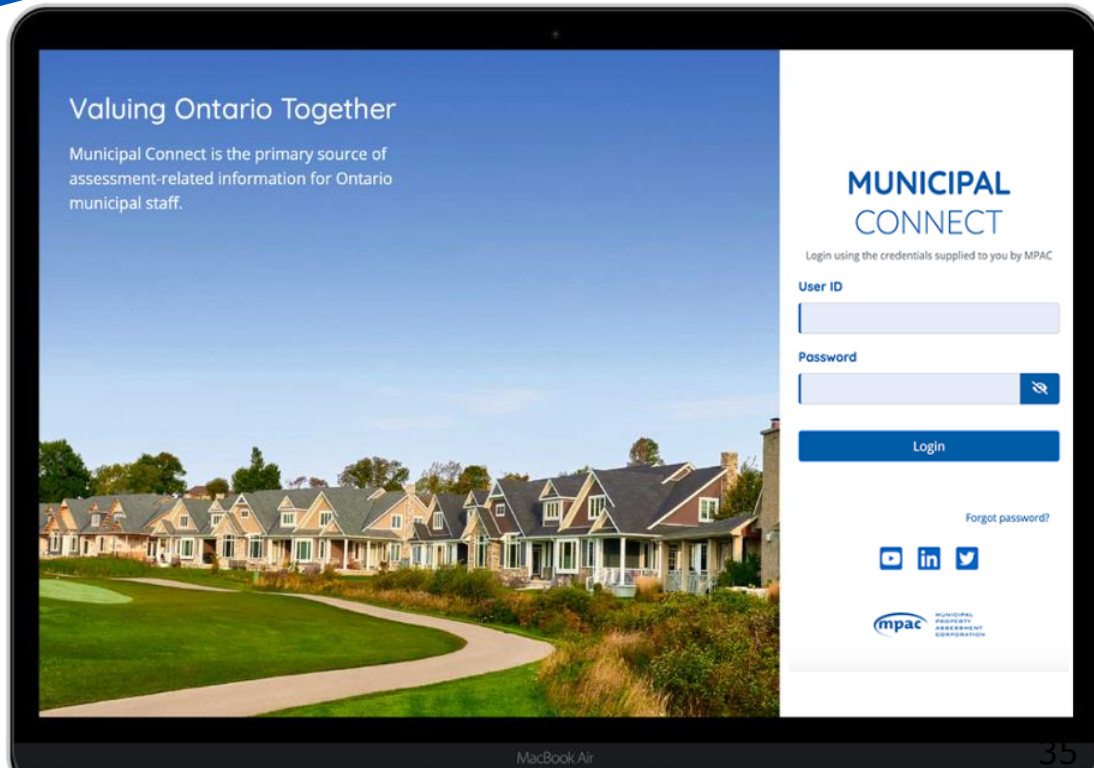 Valuing Ontario Together
Municipal Connect is the primary source of
assessment-related information for Ontario
municipal staff.
MUNICIPAL
CONNECT
Login using the credentials supplied to you by MPAC
User ID
Password
Login
Forgot password?
in
mpac
MUNICIPAL
PROPERTY
ASSESSMENT
CORPORATION
MacBook Air
35